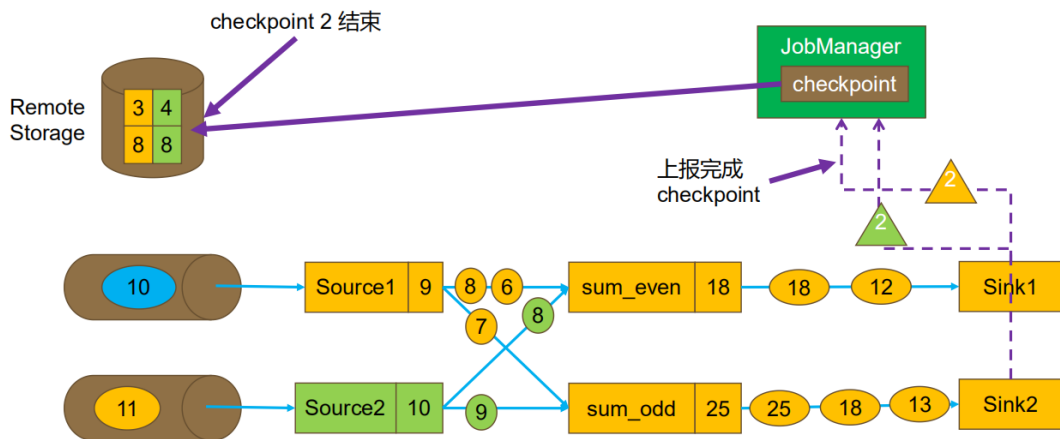 checkpoint 2 结束
JobManager
checkpoint
Remote
Storage
3 4
8 8
上报完成
checkpoint
2
2
10
Source1 9
8 6
sum_even 18
18 12
Sink1
7
8
11
Source2 10
9
sum_odd 25
25 18 13
Sink2